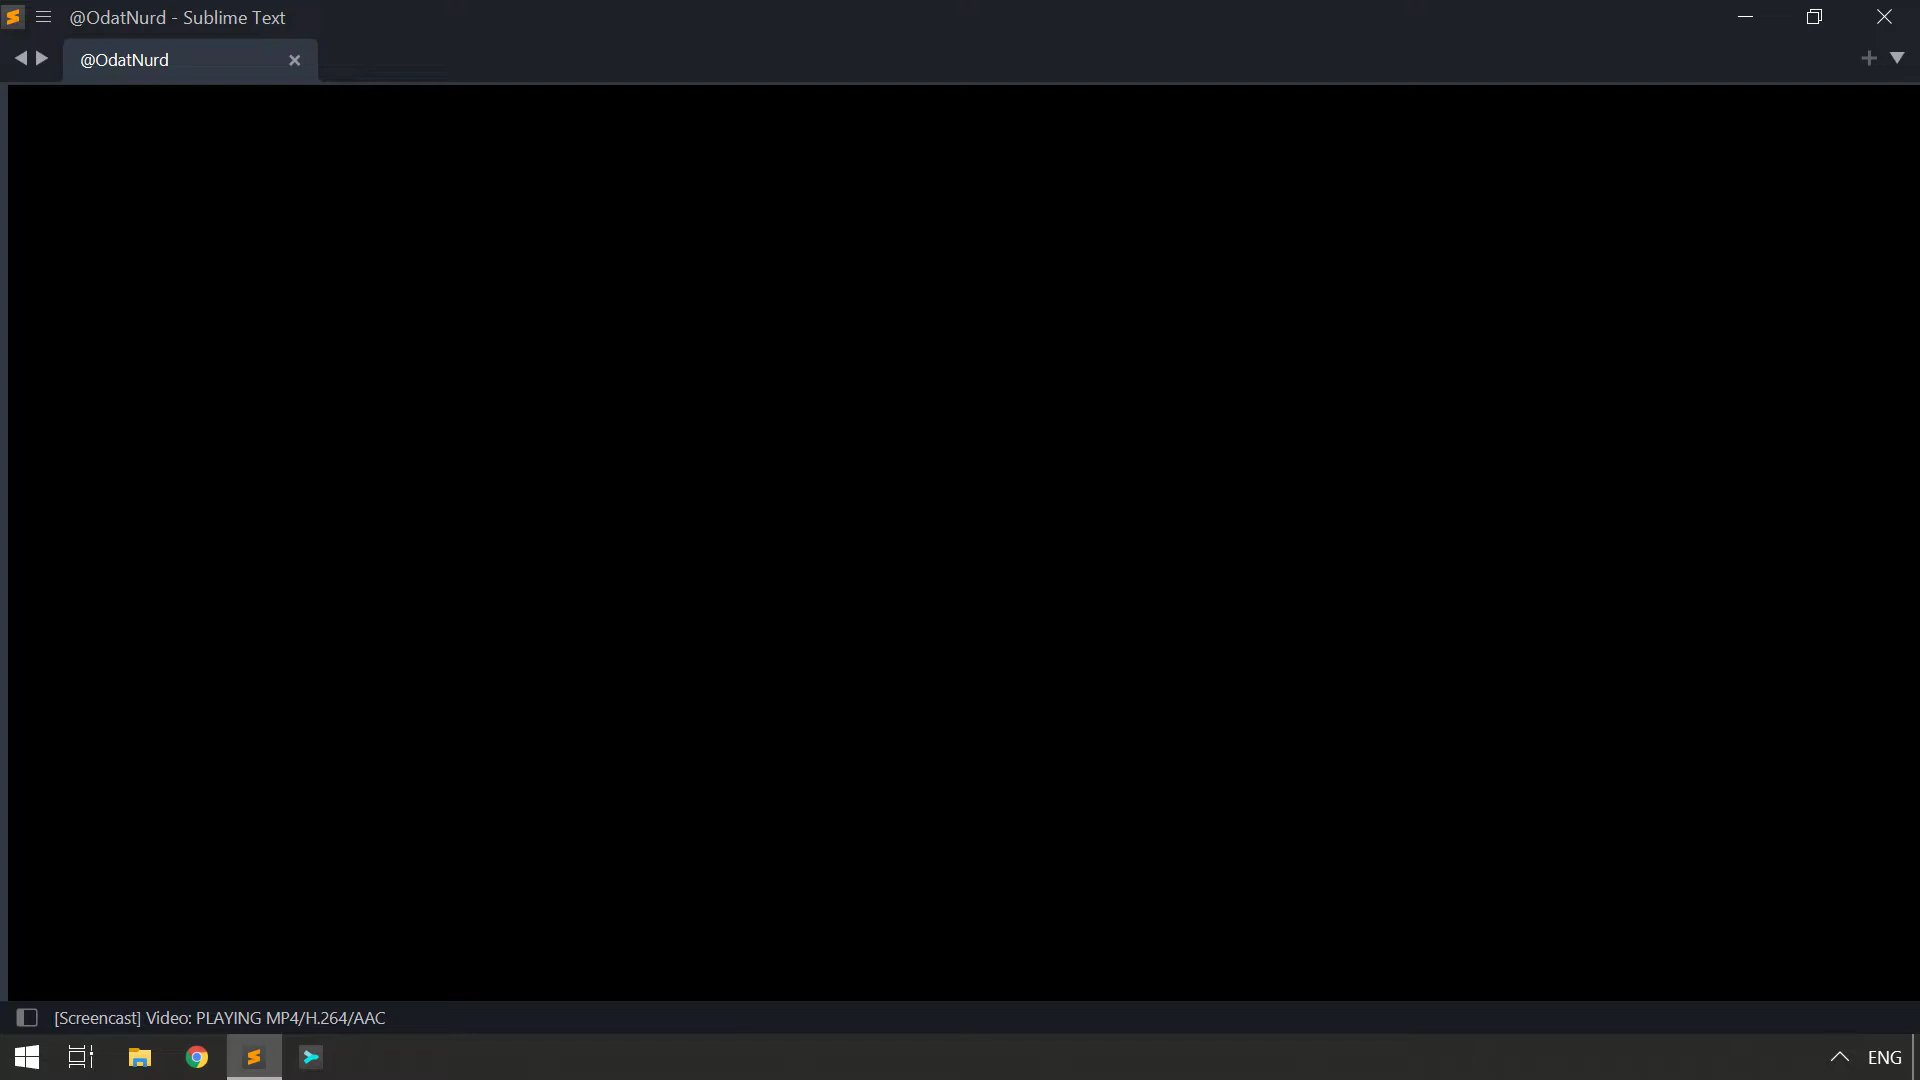 @OdatNurd - Sublime Text
@OdatNurd
[Screencast] Video: PLAYING MP4/H.264/AAC
ENG